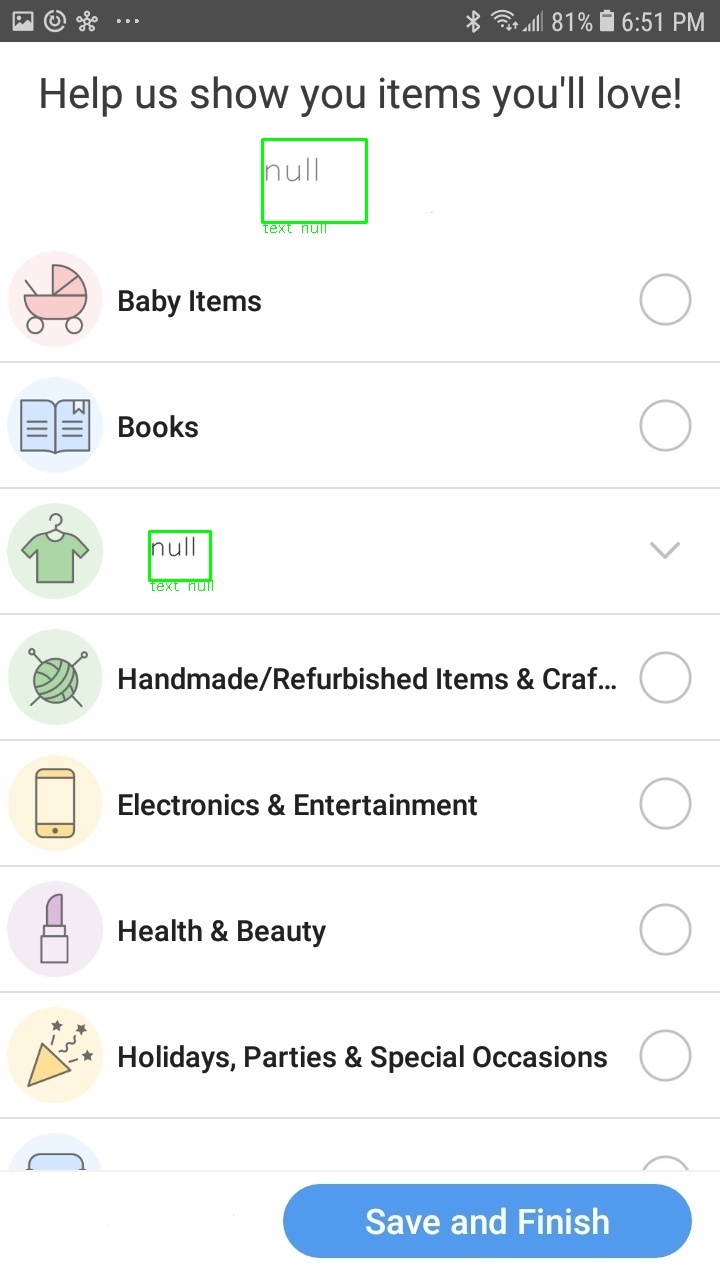 81% 6:51 PM
Help us show you items you'll love!
null
text null
Baby Items
Books
null
text null
Handmade/Refurbished Items & Craf...
Electronics & Entertainment
Health & Beauty
Holidays, Parties & Special Occasions
Save and Finish